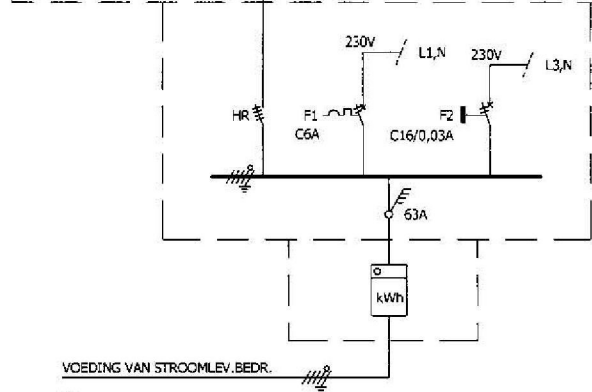 230V
L1,N
230V
L3,N
HR
F1
F2
C6A
C16/0,03A
63A
kWh
VOEDING VAN STROOMLEV.BEDR.